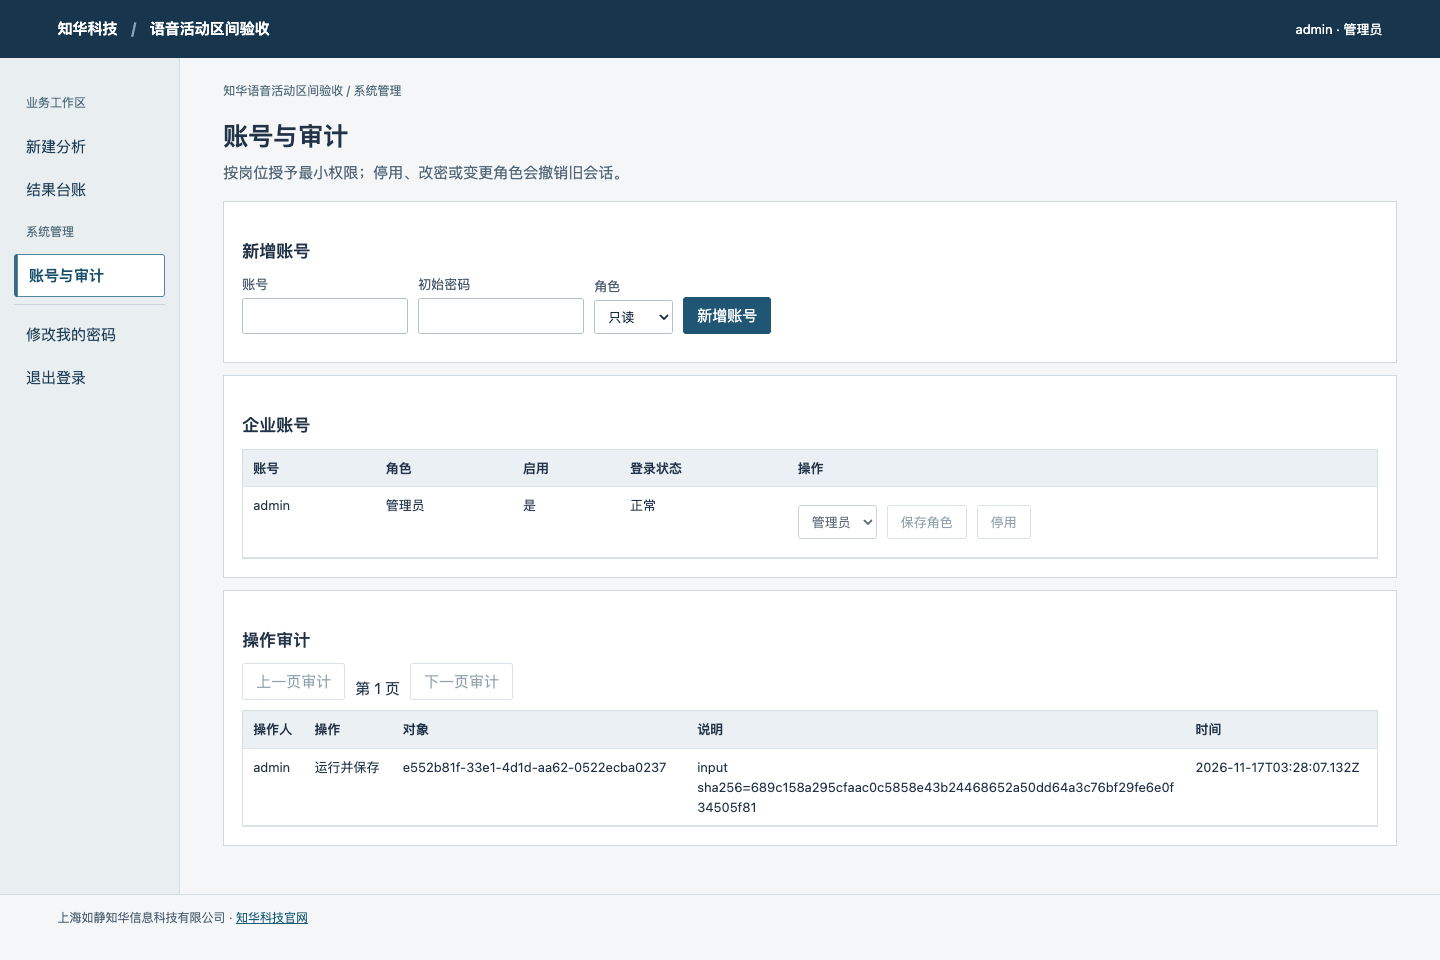 知华科技 / 语音活动区间验收
admin · 管理员
业务工作区
新建分析
结果台账
系统管理
账号与审计
修改我的密码
退出登录
知华语音活动区间验收 / 系统管理
账号与审计
按岗位授予最小权限；停用、改密或变更角色会撤销旧会话。
新增账号
账号 初始密码 角色
只读 新增账号
企业账号
账号 角色 启用 登录状态 操作
admin 管理员 是 正常 管理员 保存角色 停用
操作审计
上一页审计 第 1 页 下一页审计
操作人 操作 对象 说明 时间
admin 运行并保存 e552b81f-33e1-4d1d-aa62-0522ecba0237 input 2026-11-17T03:28:07.132Z
sha256=689c158a295cfaac0c5858e43b24468652a50dd64a3c76bf29fe6e0f
34505f81
上海如静知华信息科技有限公司 · 知华科技官网